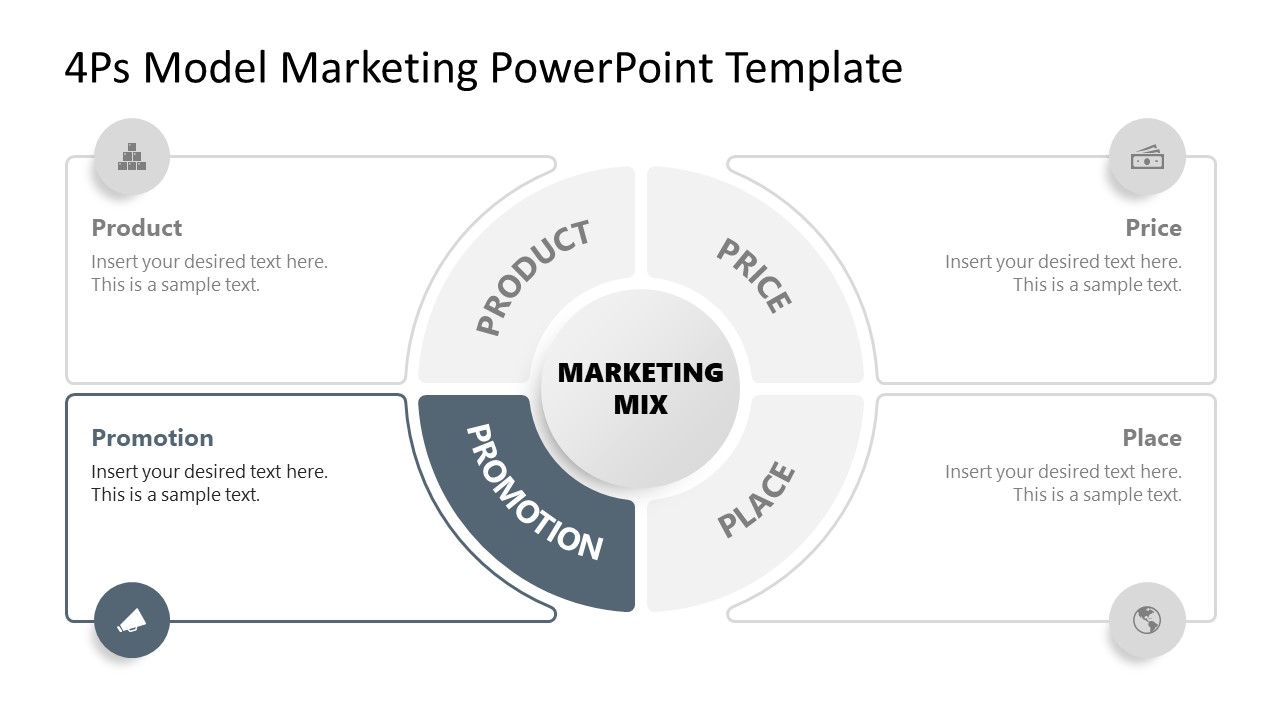 4Ps Model Marketing PowerPoint Template
Product
Insert your desired text here.
This is a sample text.
PRODUCT
PRICE
Price
Insert your desired text here.
This is a sample text.
MARKETING
MIX
Promotion
Insert your desired text here.
This is a sample text.
PROMOTION
PLACE
Place
Insert your desired text here.
This is a sample text.